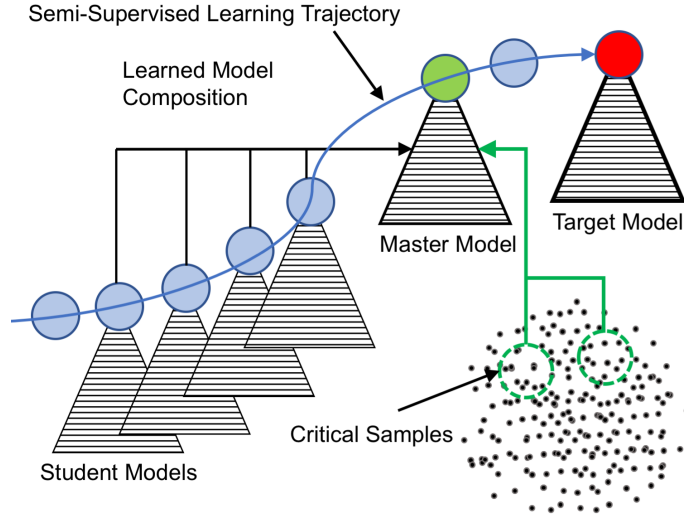 Semi-Supervised Learning Trajectory
Learned Model
Composition
Target Model
Master Model
Critical Samples
Student Models